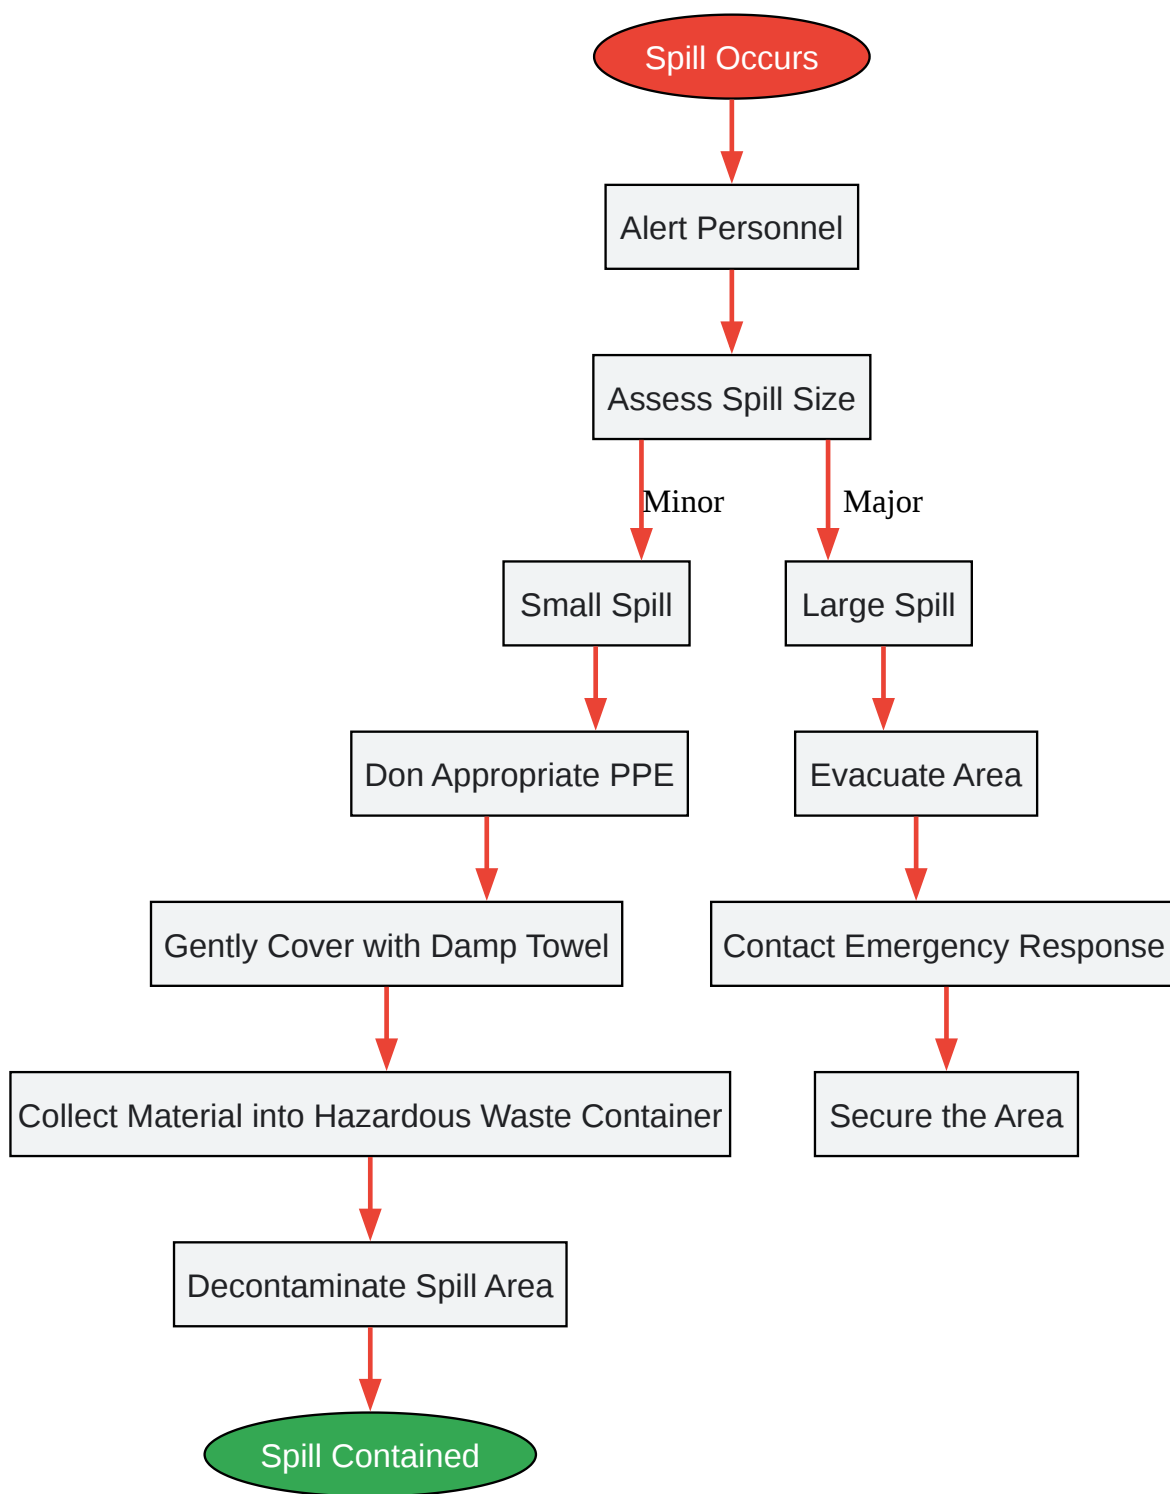 Spill Occurs
Alert Personnel
Assess Spill Size
Minor
Major
Small Spill
Large Spill
Don Appropriate PPE
Evacuate Area
Gently Cover with Damp Towel
Contact Emergency Response
Collect Material into Hazardous Waste Container
Secure the Area
Decontaminate Spill Area
Spill Contained